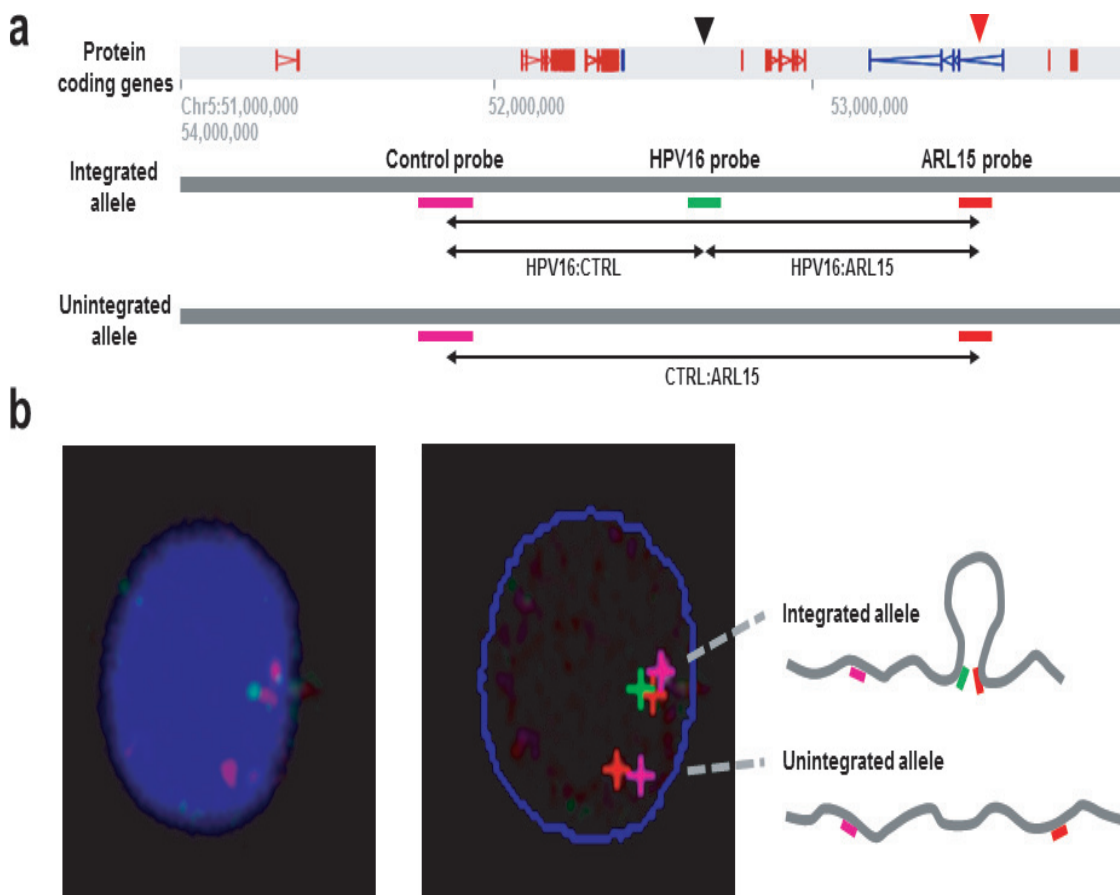 a
Protein
coding genes
Chr5:51,000,000
54,000,000
52,000,000
53,000,000
Integrated
allele
Control probe
HPV16 probe
ARL15 probe
HPV16:CTRL
HPV16:ARL15
Unintegrated
allele
CTRL:ARL15
b
Integrated allele
Unintegrated allele